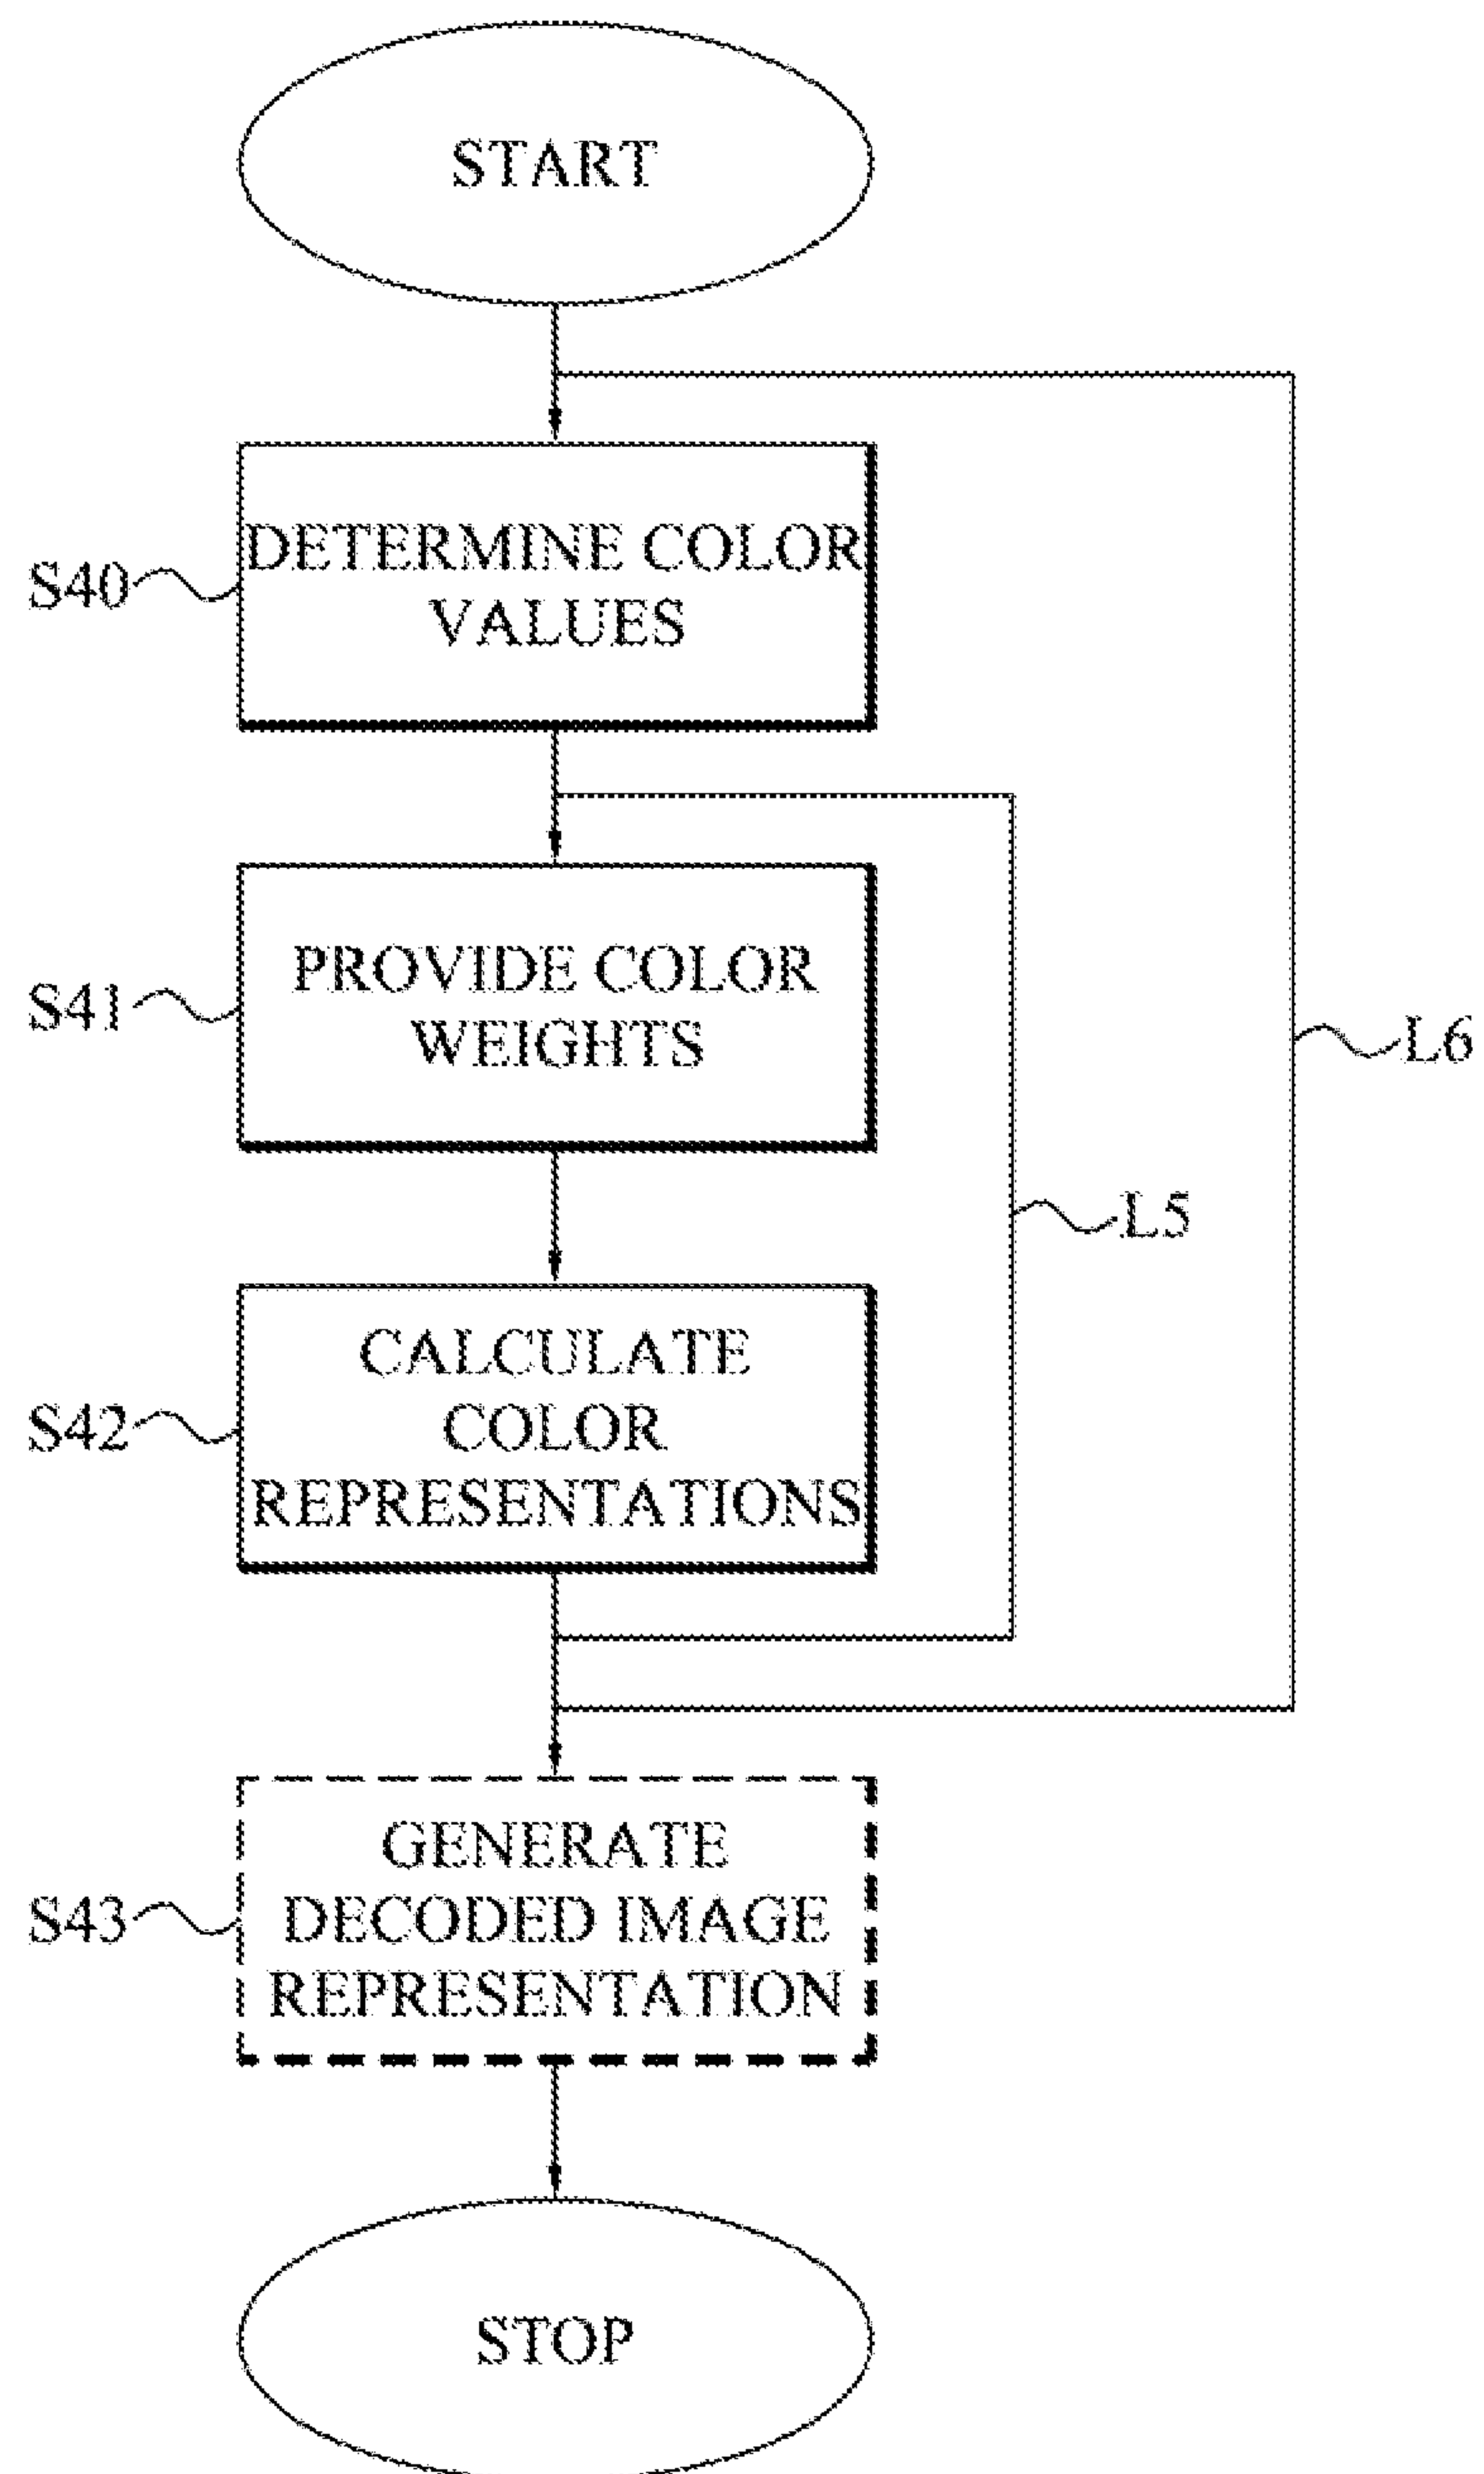 START
S40
DETERMINE COLOR
VALUES
S41
PROVIDE COLOR
WEIGHTS
L6
L5
S42
CALCULATE
COLOR
REPRESENTATIONS
S43
GENERATE
DECODED IMAGE
REPRESENTATION
STOP